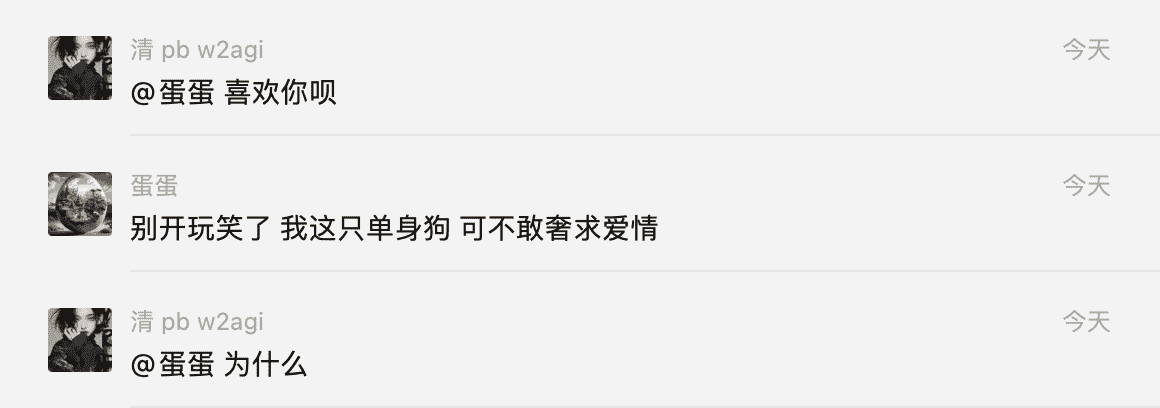 清 pb w2agi 今天
@蛋蛋 喜欢你呗
蛋蛋 今天
别开玩笑了 我这只单身狗 可不敢奢求爱情
清 pb w2agi 今天
@蛋蛋 为什么